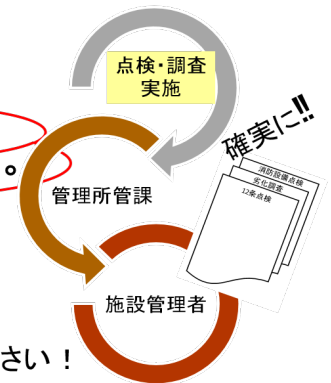 点検・調査
実施
確実に!!
消防設備点検
劣化調査
12条点検
。
管理所管課
施設管理者
さい！